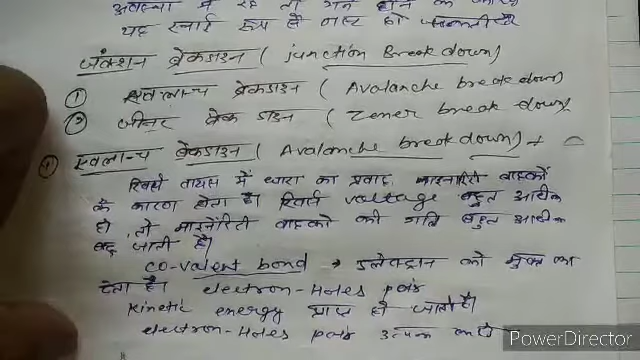 यह स्थाई रूप से नष्ट हो
जंक्शन ब्रेकडाउन ( junction Break down)
① एवलान्च ब्रेकडाउन ( Avalanche break down
② जीनर ब्रेक डाउन ( Zener break down)
① एवलान्च ब्रेकडाउन ( Avalanche break down) +
रिवर्स वायस में धारा का प्रवाह माइनारिटी वाहकों
के कारण होता है। रिवर्स voltage बहुत अधिक
हो, तो माइनॉरिटी वाहको की गति बहुत अधिक
बढ़ जाती है।
co-valent bond → इलेक्ट्रान को मुक्त कर
देता है। electron-Holes pair
Kinetic energy प्राप्त हो जाती है।
electron-Holes pair उत्पन्न
PowerDirector